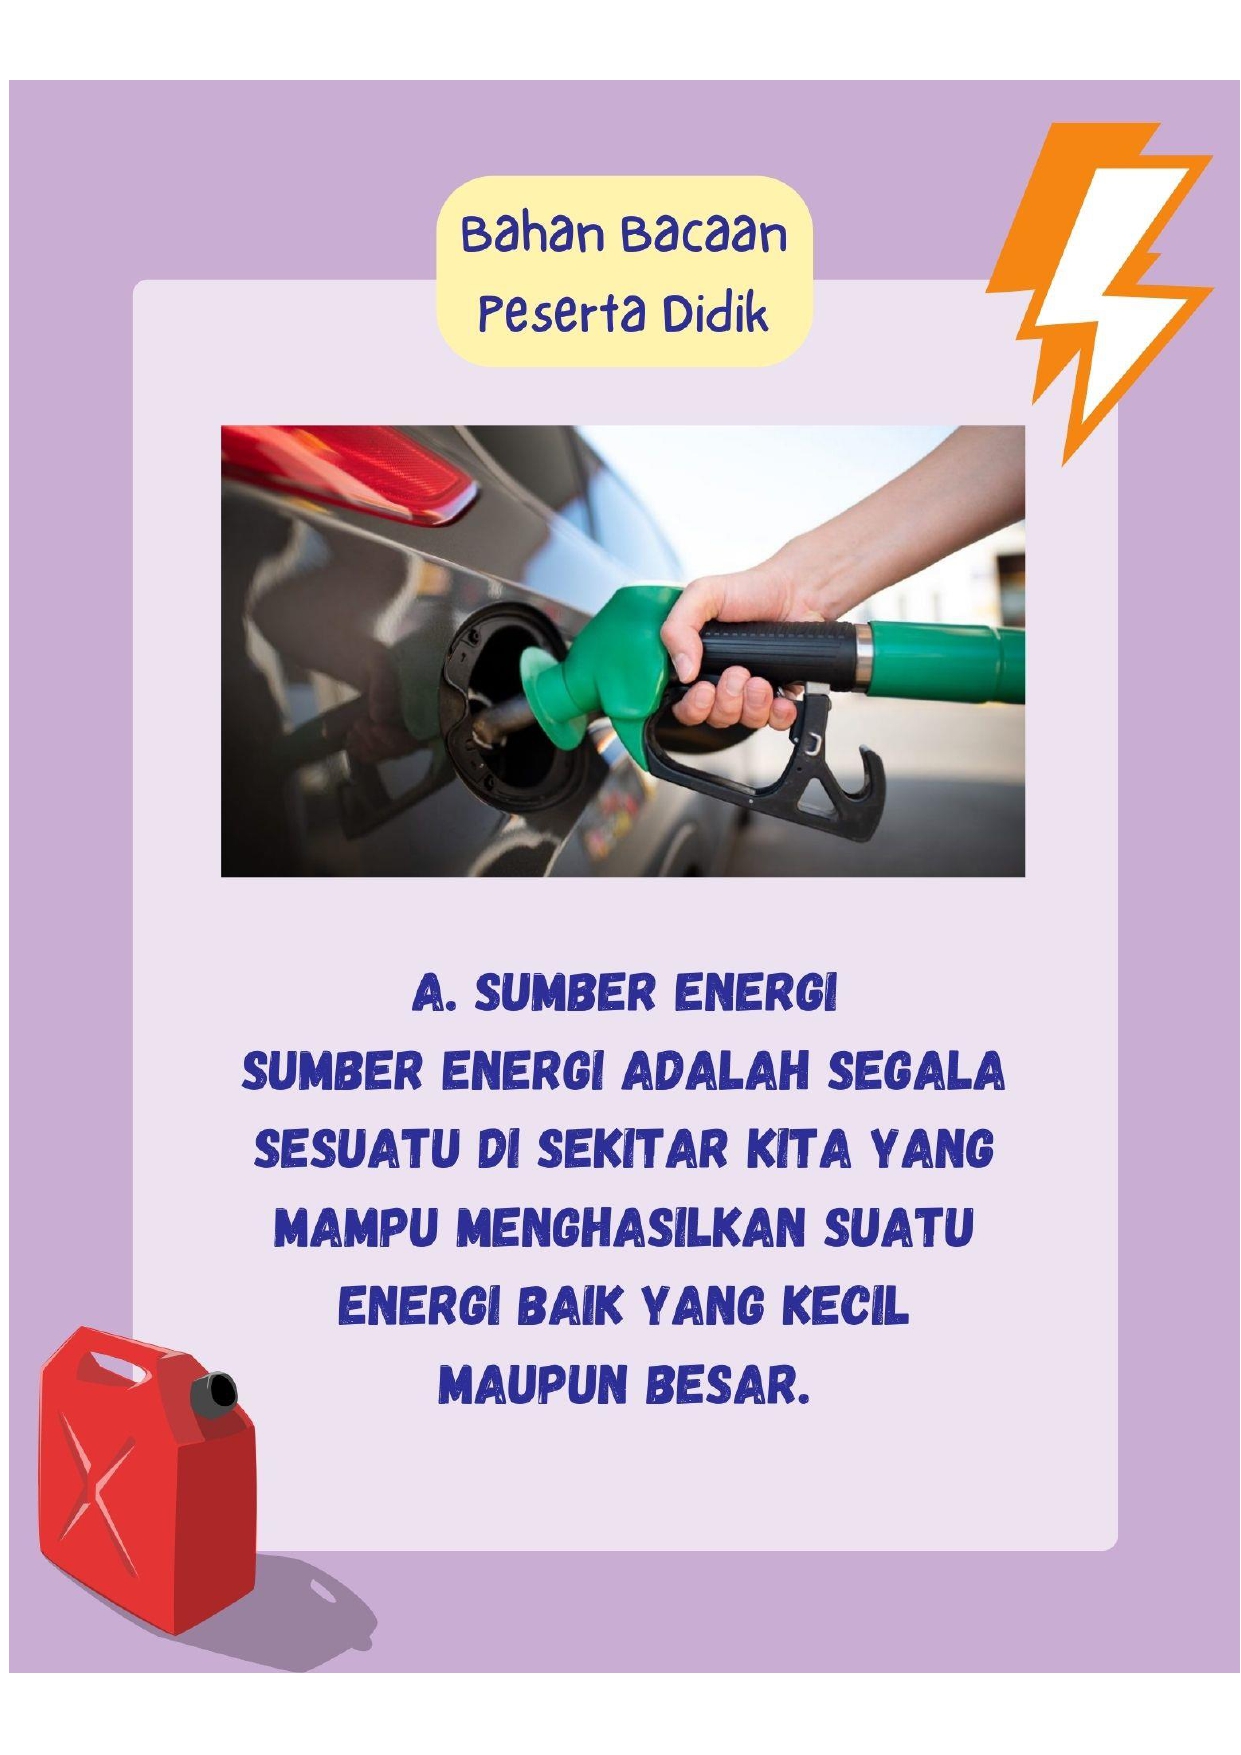 Bahan Bacaan
Peserta Didik
A. SUMBER ENERGI
SUMBER ENERGI ADALAH SEGALA
SESUATU DI SEKITAR KITA YANG
MAMPU MENGHASILKAN SUATU
ENERGI BAIK YANG KECIL
MAUPUN BESAR.